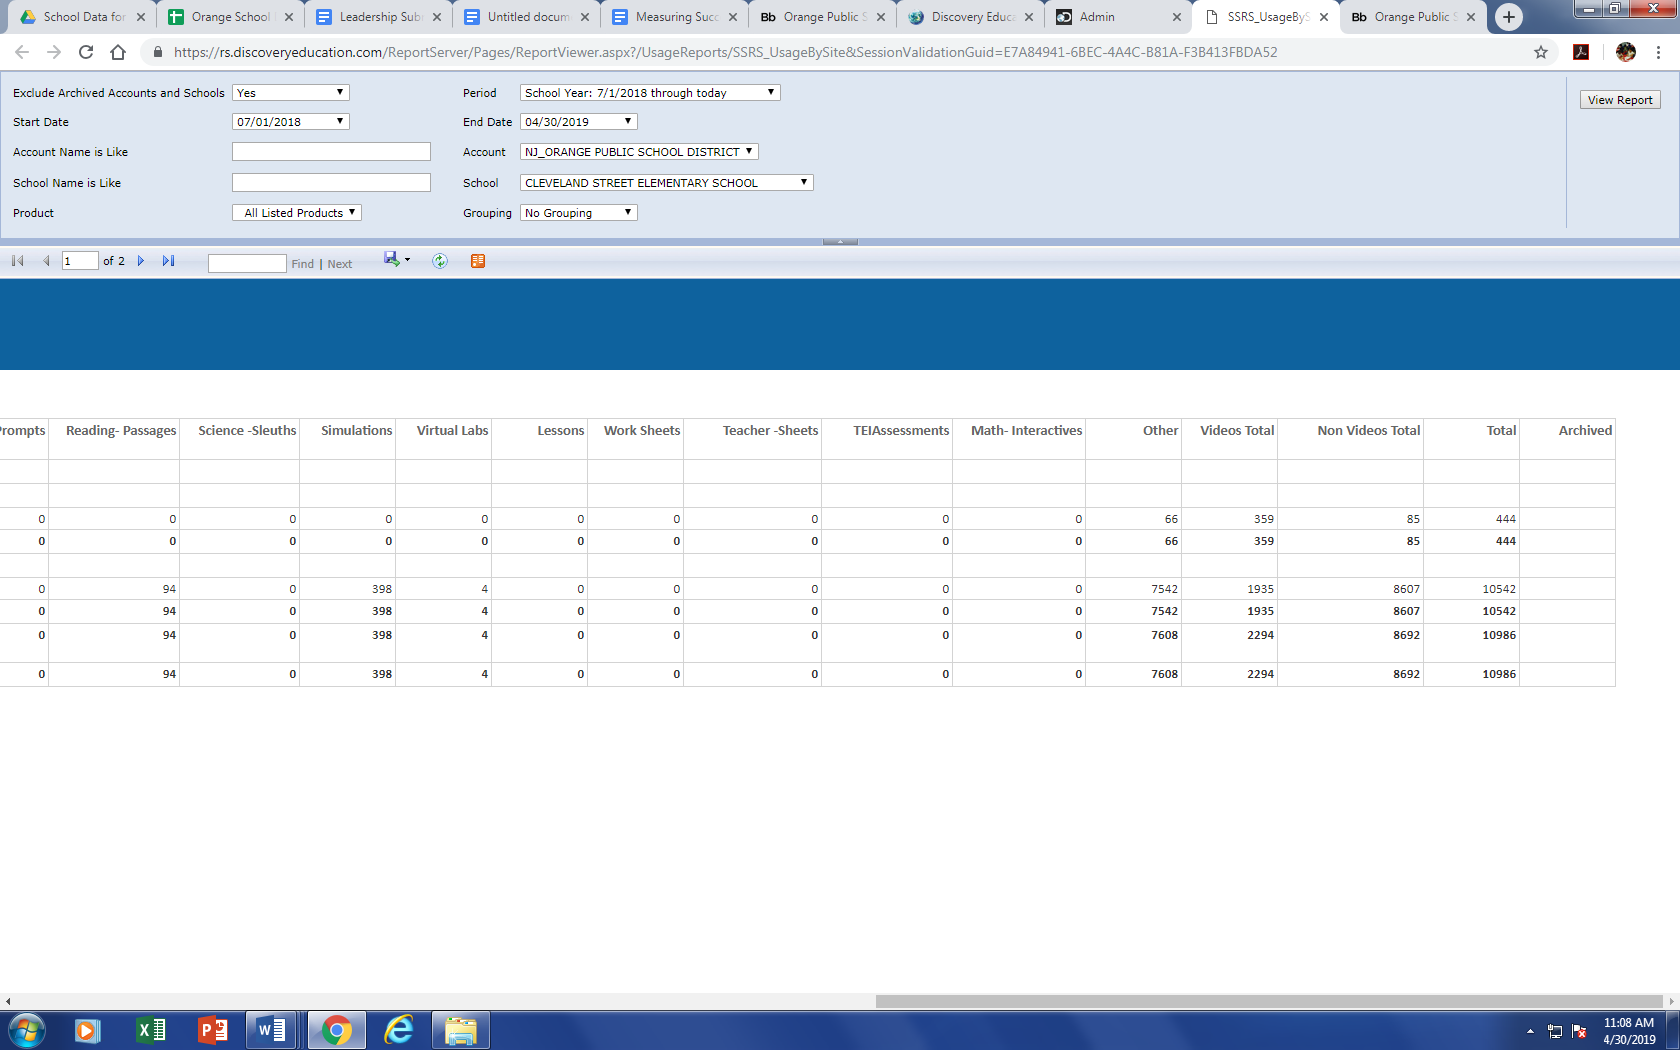 School Data for
Orange School
Leadership Sub
Untitled docum
Measuring Succ
Bb Orange Public S
Discovery Educa
Admin
SSRS_UsageByS
Bb Orange Public S
https://rs.discoveryeducation.com/ReportServer/Pages/ReportViewer.aspx?/UsageReports/SSRS_UsageBySite&SessionValidationGuid=E7A84941-6BEC-4A4C-B81A-F3B413FBDA52
Exclude Archived Accounts and Schools Yes Period School Year: 7/1/2018 through today View Report
Start Date 07/01/2018 End Date 04/30/2019
Account Name is Like Account NJ_ORANGE PUBLIC SCHOOL DISTRICT
School Name is Like School CLEVELAND STREET ELEMENTARY SCHOOL
Product All Listed Products Grouping No Grouping
1 of 2 Find | Next
Prompts Reading- Passages Science -Sleuths Simulations Virtual Labs Lessons Work Sheets Teacher -Sheets TEIAssessments Math- Interactives Other Videos Total Non Videos Total Total Archived
0 0 0 0 0 0 0 0 0 0 66 359 85 444
0 0 0 0 0 0 0 0 0 0 66 359 85 444
0 94 0 398 4 0 0 0 0 0 7542 1935 8607 10542
0 94 0 398 4 0 0 0 0 0 7542 1935 8607 10542
0 94 0 398 4 0 0 0 0 0 7608 2294 8692 10986
0 94 0 398 4 0 0 0 0 0 7608 2294 8692 10986
11:08 AM
4/30/2019